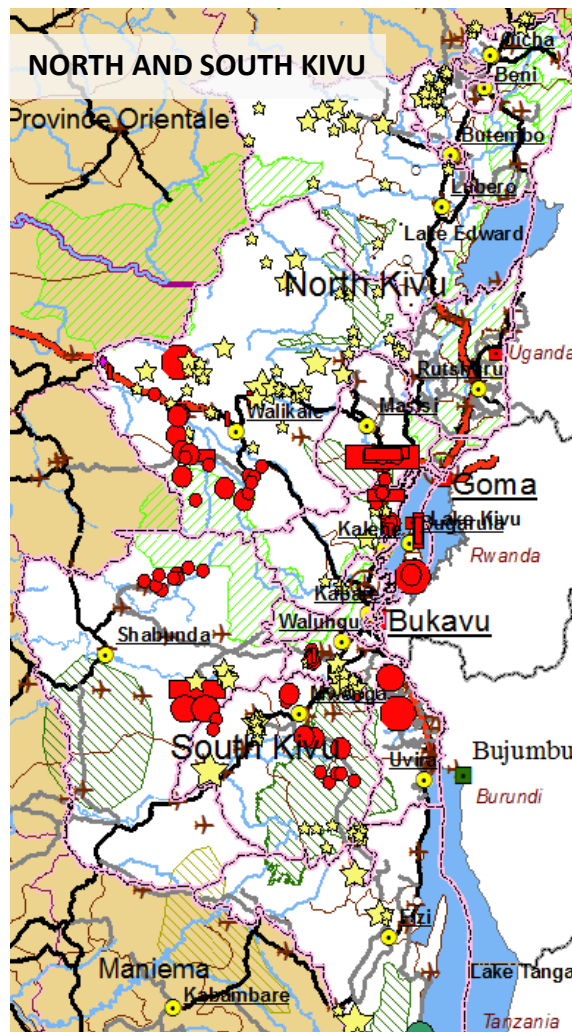 NORTH AND SOUTH KIVU
Oicha
Beni
Province Orientale
Butembo
Lubero
Lake Edward
North Kivu
Uganda
Rutshuru
Masisi
Walikale
Goma
Lake Kivu
Kalehe
Bugarula
Rwanda
Kabare
Bukavu
Walungu
Shabunda
Mwenga
South Kivu
Bujumbu
Uvira
Burundi
Fizi
Maniema
Lake Tanga
Kabambare
Tanzania